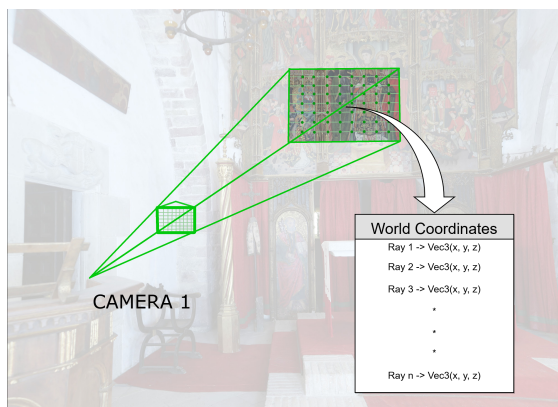 CAMERA 1
World Coordinates
Ray 1 -> Vec3(x, y, z)
Ray 2 -> Vec3(x, y, z)
Ray 3 -> Vec3(x, y, z)
*
*
*
Ray n -> Vec3(x, y, z)